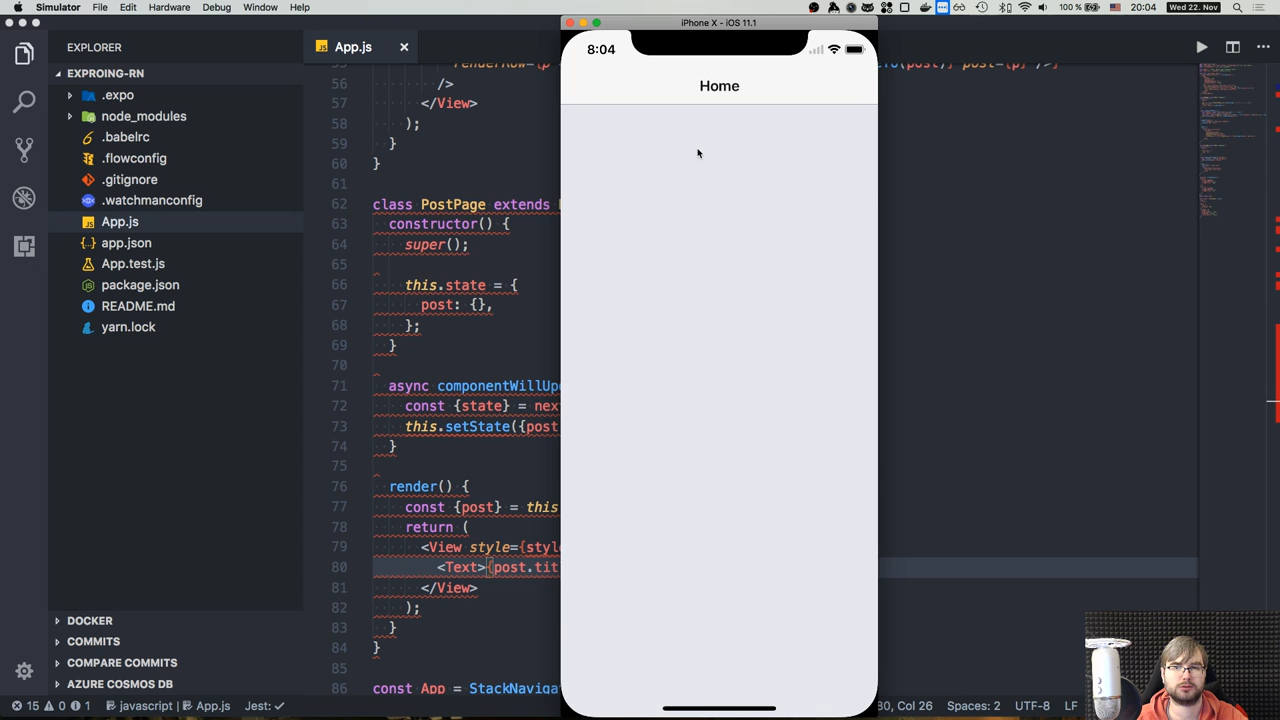 Simulator File Edit Hardware Debug Window Help
100 % 20:04 Wed 22. Nov
EXPLORER
EXPROING-RN
.expo
node_modules
.babelrc
.flowconfig
.gitignore
.watchmanconfig
App.js
app.json
App.test.js
package.json
README.md
yarn.lock
DOCKER
COMMITS
COMPARE COMMITS
AZURE COSMOS DB
App.js
56 />
57 </View>
58 );
59 }
60 }
61
62 class PostPage extends
63 constructor() {
64 super();
65
66 this.state = {
67 post: {},
68 };
69 }
70
71 async componentWillUp
72 const {state} = nex
73 this.setState({post
74 }
75
76 render() {
77 const {post} = this
78 return (
79 <View style={styl
80 <Text>{post.tit
81 </View>
82 );
83 }
84 }
85
86 const App = StackNaviga
iPhone X - iOS 11.1
8:04
Home
15 0 1 javascript | App.js Jest: ✓
80, Col 26 Spaces: 2 UTF-8 LF